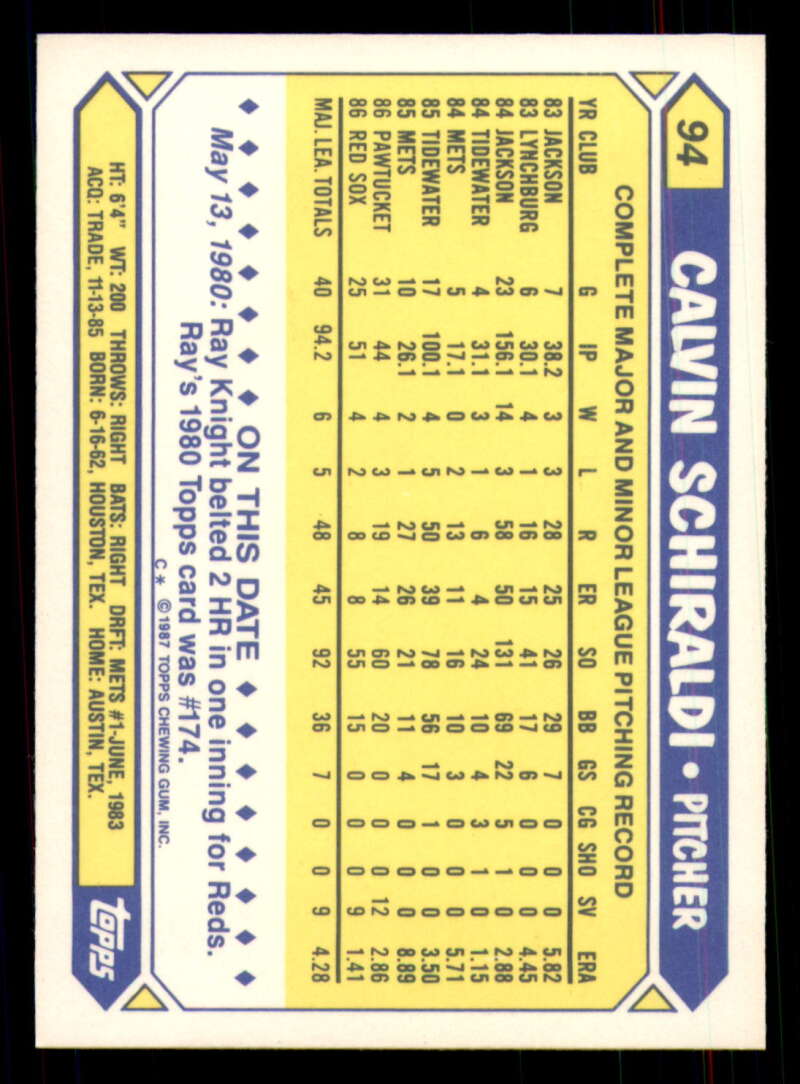 94
CALVIN SCHIRALDI • PITCHER
COMPLETE MAJOR AND MINOR LEAGUE PITCHING RECORD
YR CLUB G IP W L R ER SO BB GS CG SHO SV ERA
83 JACKSON 7 38.2 3 3 28 25 26 29 7 0 0 0 5.82
83 LYNCHBURG 6 30.1 4 1 16 15 41 17 6 0 0 0 4.45
84 JACKSON 23 156.1 14 3 58 50 131 69 22 5 1 0 2.88
84 TIDEWATER 4 31.1 3 1 6 4 24 10 4 3 1 0 1.15
84 METS 5 17.1 0 2 13 11 16 10 3 0 0 0 5.71
85 TIDEWATER 17 100.1 4 5 50 39 78 56 17 1 0 0 3.50
85 METS 10 26.1 2 1 27 26 21 11 4 0 0 0 8.89
86 PAWTUCKET 31 44 4 3 19 14 60 20 0 0 0 12 2.86
86 RED SOX 25 51 4 2 8 8 55 15 0 0 0 9 1.41
MAJ. LEA. TOTALS 40 94.2 6 5 48 45 92 36 7 0 0 9 4.28
ON THIS DATE
May 13, 1980: Ray Knight belted 2 HR in one inning for Reds.
Ray's 1980 Topps card was #174.
C* ©1987 TOPPS CHEWING GUM, INC.
HT: 6'4" WT: 200 THROWS: RIGHT BATS: RIGHT DRFT: METS #1-JUNE, 1983
ACQ: TRADE, 11-13-85 BORN: 6-16-62, HOUSTON, TEX. HOME: AUSTIN, TEX.
TOPPS